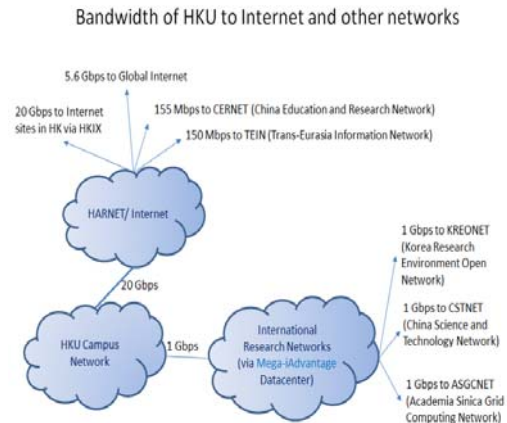 Bandwidth of HKU to Internet and other networks
5.6 Gbps to Global Internet
20 Gbps to Internet
sites in HK via HKIX
155 Mbps to CERNET (China Education and Research Network)
150 Mbps to TEIN (Trans-Eurasia Information Network)
HARNET/ Internet
20 Gbps
HKU Campus
Network
1 Gbps
International
Research Networks
(via Mega-iAdvantage
Datacenter)
1 Gbps to KREONET
(Korea Research
Environment Open
Network)
1 Gbps to CSTNET
(China Science and
Technology Network)
1 Gbps to ASGCNET
(Academia Sinica Grid
Computing Network)